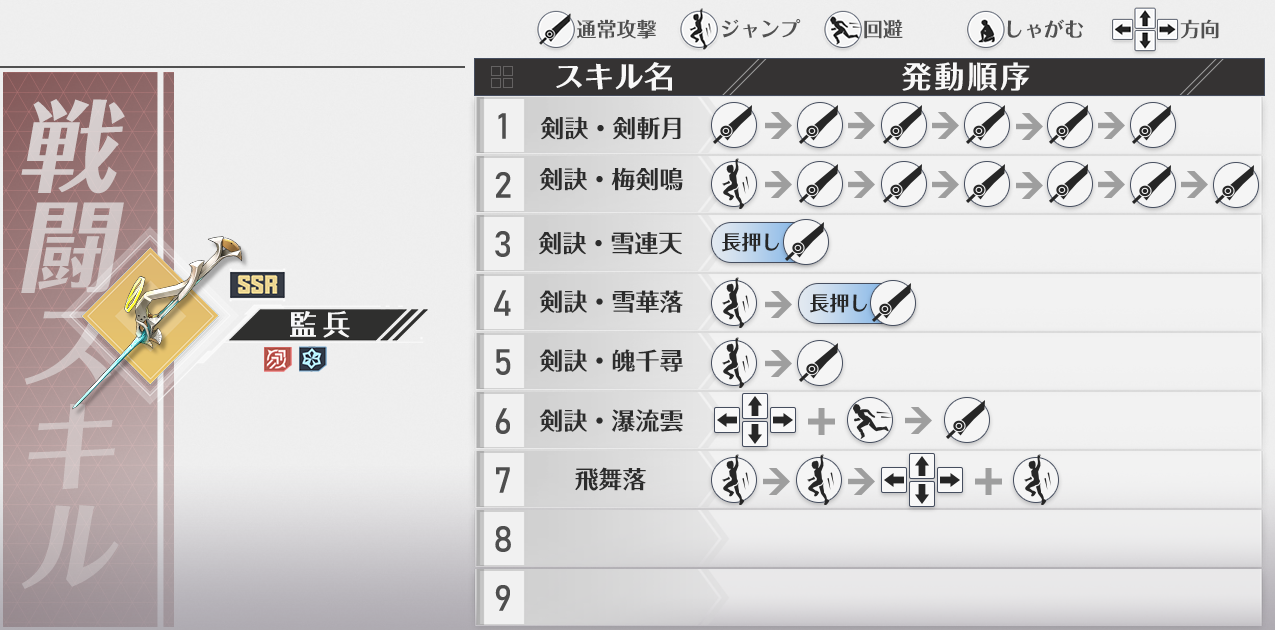 通常攻撃 ジャンプ 回避 しゃがむ 方向
戦闘スキル
SSR
監兵
スキル名 発動順序
1 剣訣・剣斬月
2 剣訣・梅剣鳴
3 剣訣・雪連天 長押し
4 剣訣・雪華落 長押し
5 剣訣・魄千尋
6 剣訣・瀑流雲
7 飛舞落
8
9